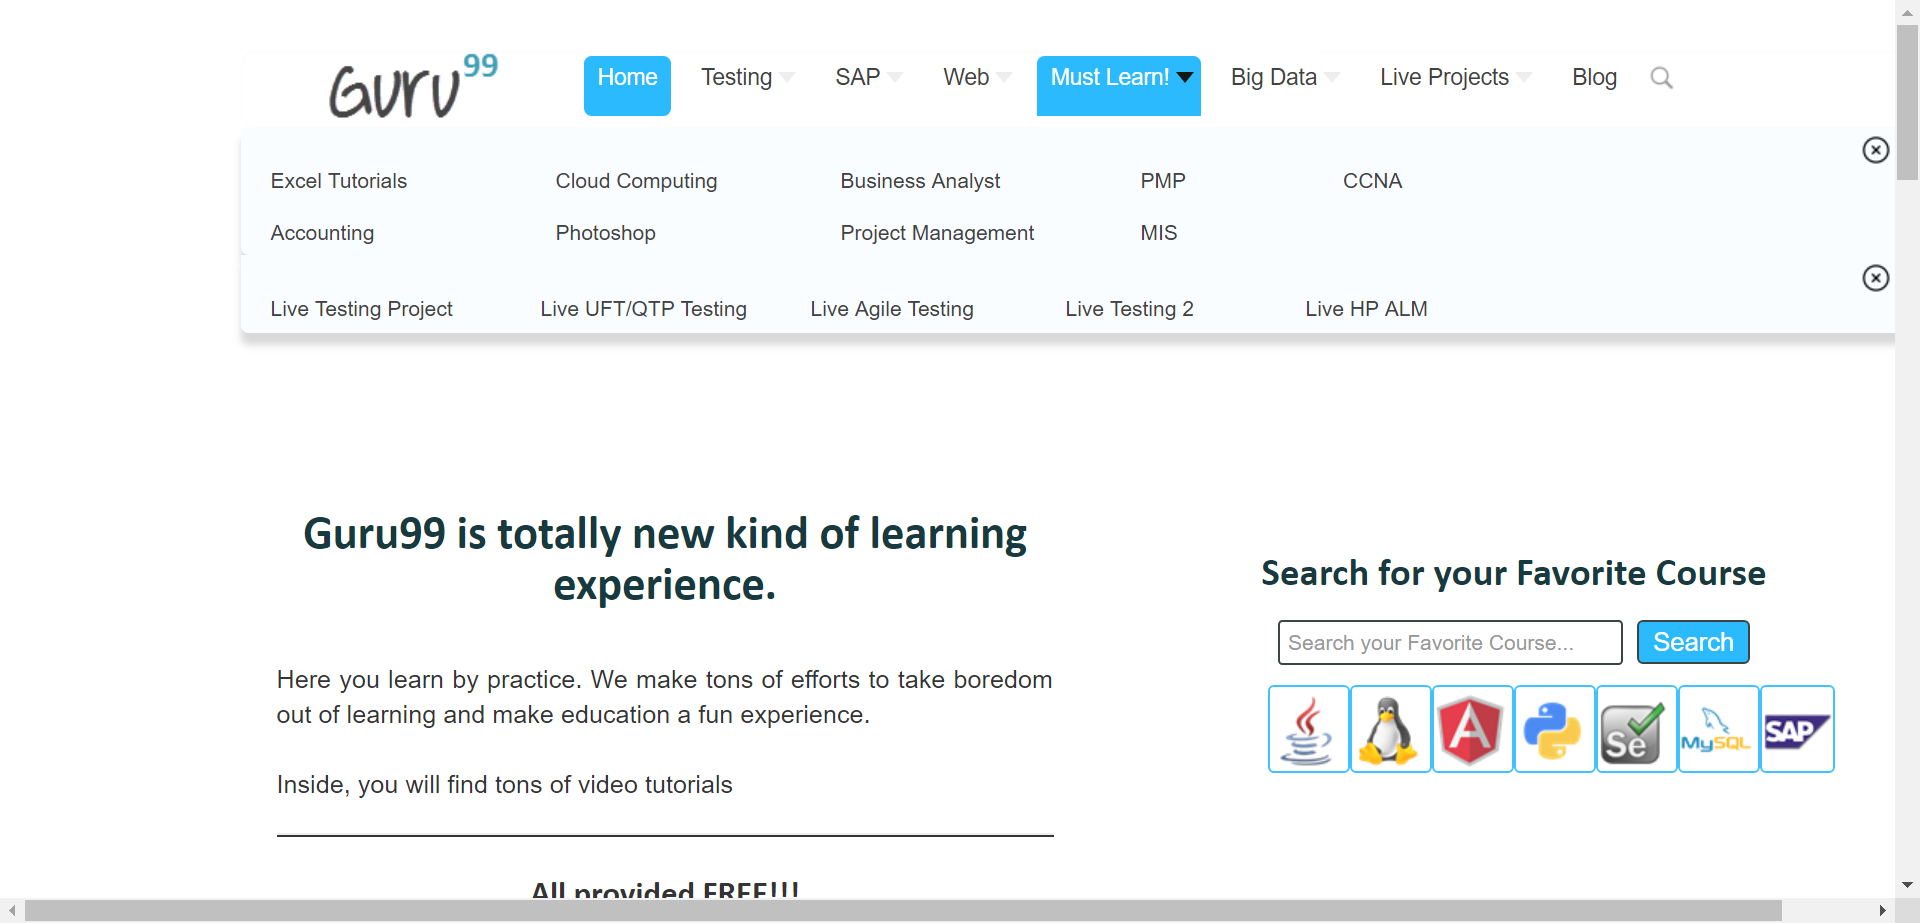 Guru99
Home Testing SAP Web Must Learn! Big Data Live Projects Blog
Excel Tutorials Cloud Computing Business Analyst PMP CCNA
Accounting Photoshop Project Management MIS
Live Testing Project Live UFT/QTP Testing Live Agile Testing Live Testing 2 Live HP ALM
Guru99 is totally new kind of learning
experience.
Here you learn by practice. We make tons of efforts to take boredom
out of learning and make education a fun experience.
Inside, you will find tons of video tutorials
All provided FREE!!!
Search for your Favorite Course
Search your Favorite Course... Search
A Se MySQL SAP